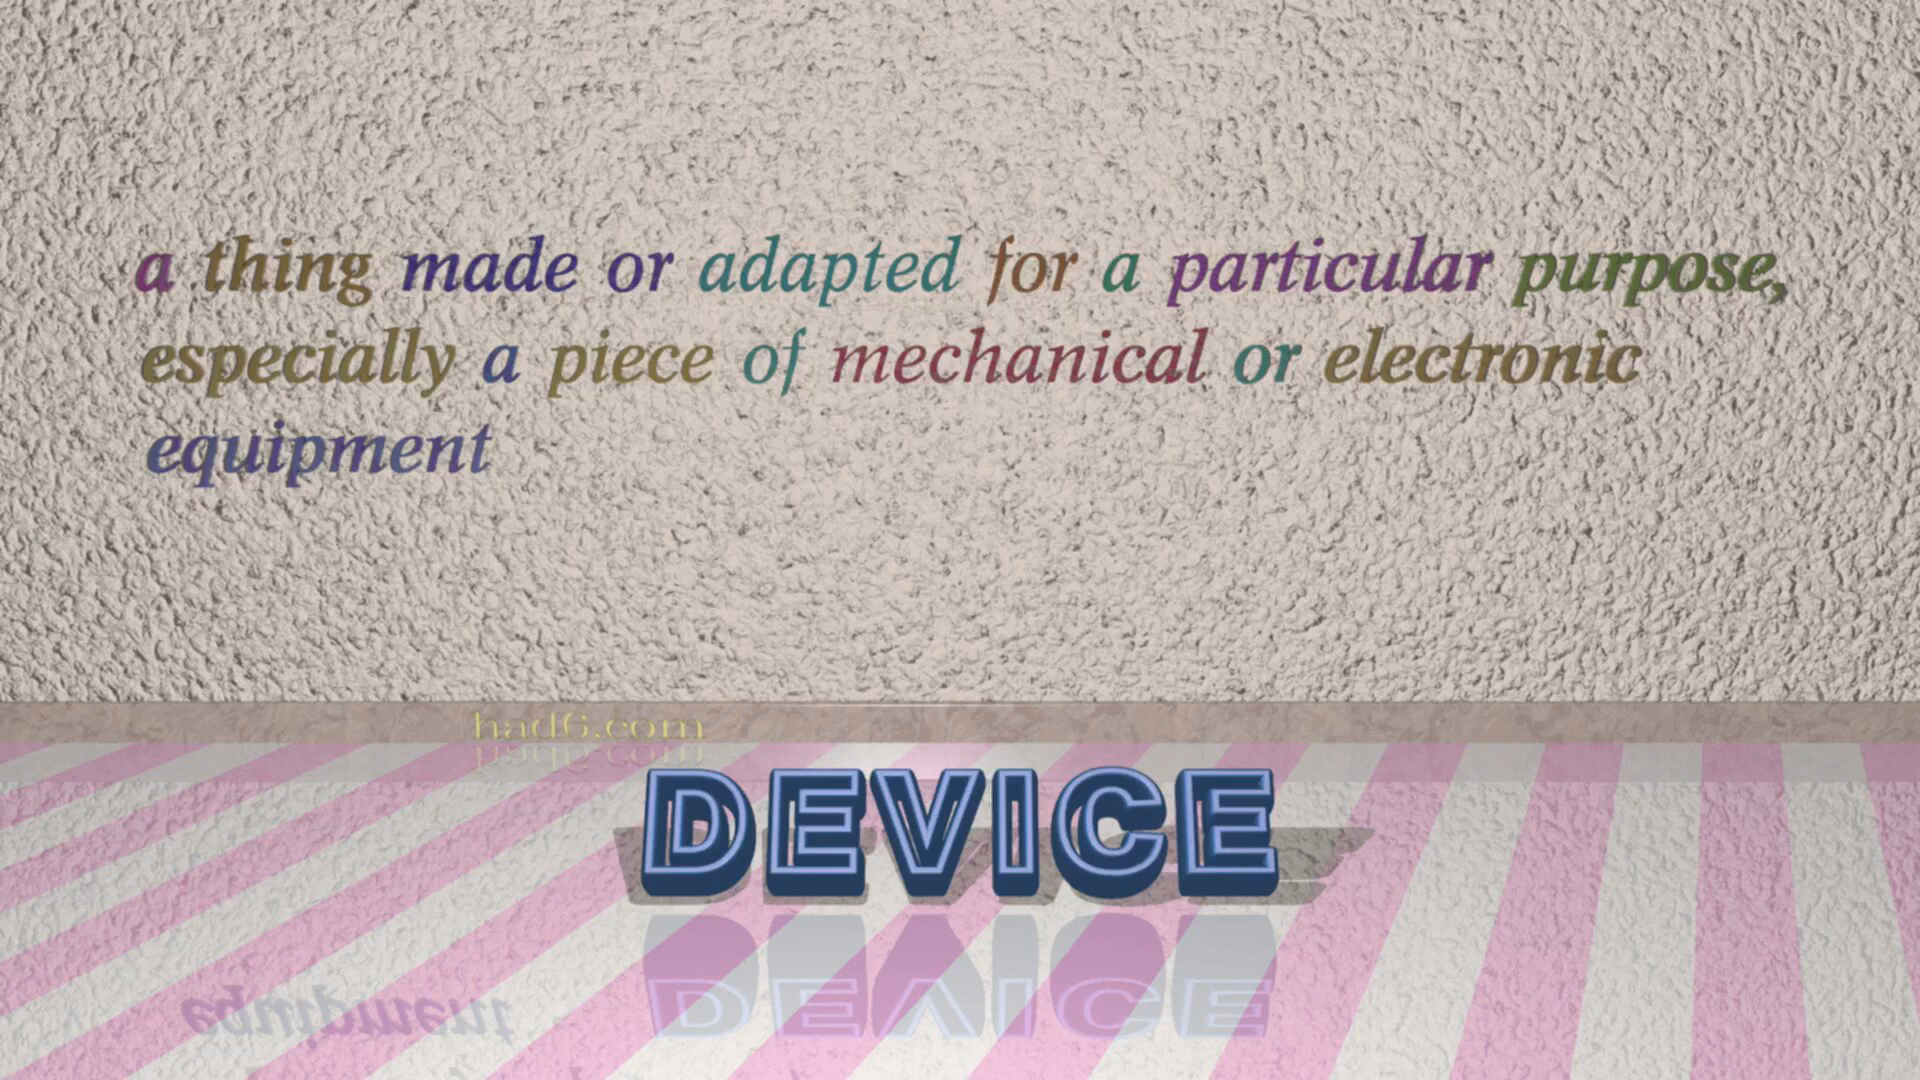 a thing made or adapted for a particular purpose,
especially a piece of mechanical or electronic
equipment
had6.com
DEVICE